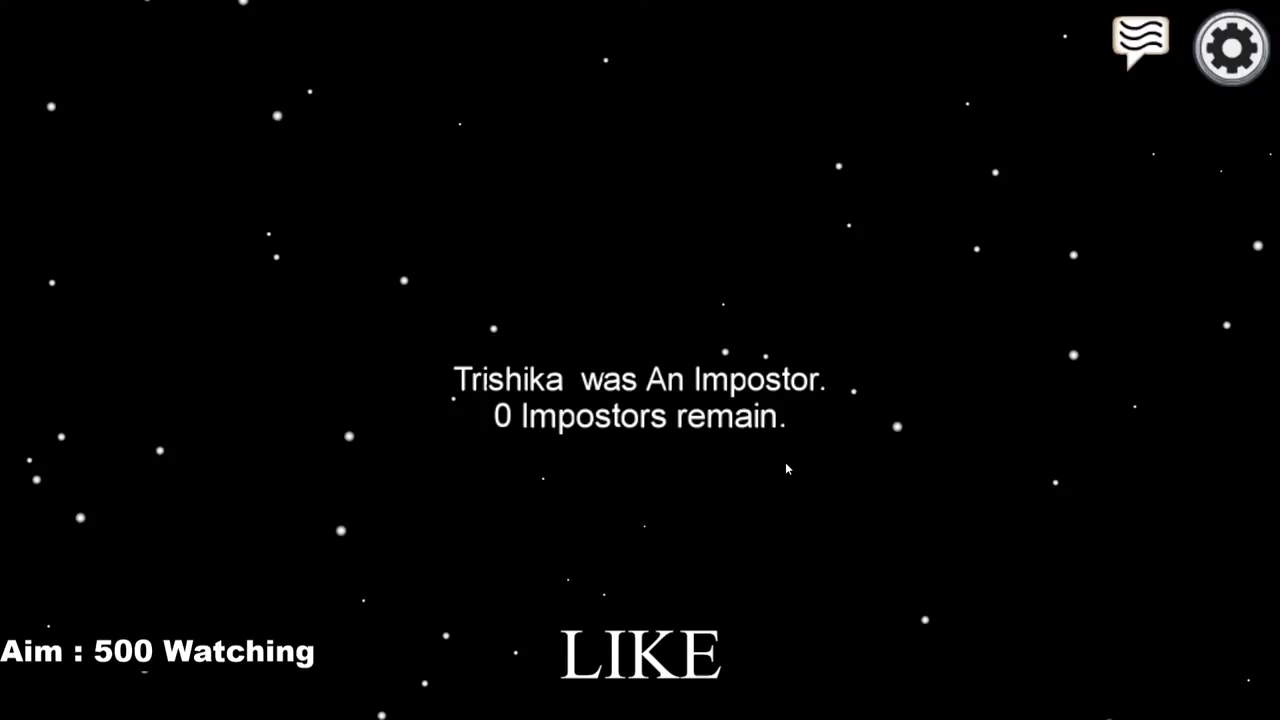 Trishika  was An Impostor.
0 Impostors remain.
Aim : 500 Watching
LIKE